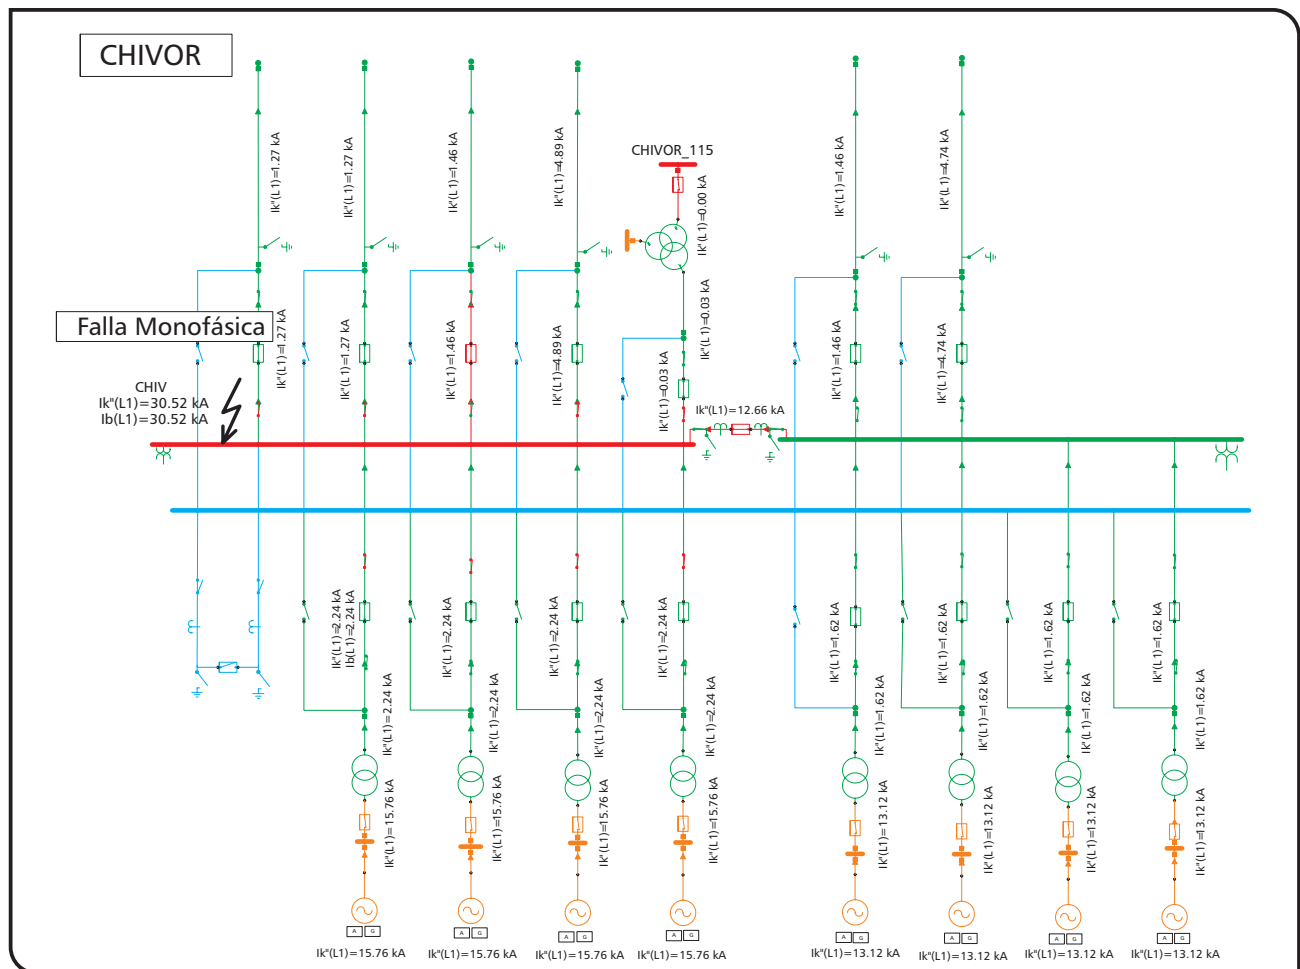 CHIVOR
Ik"(L1)=1.27 kA
Ik"(L1)=1.27 kA
Ik"(L1)=1.46 kA
Ik"(L1)=4.89 kA
CHIVOR_115
Ik"(L1)=0.00 kA
Ik"(L1)=1.46 kA
Ik"(L1)=4.74 kA
Ik"(L1)=0.03 kA
Falla Monofásica
Ik"(L1)=1.27 kA
Ik"(L1)=1.27 kA
Ik"(L1)=1.46 kA
Ik"(L1)=4.89 kA
Ik"(L1)=0.03 kA
Ik"(L1)=1.46 kA
Ik"(L1)=4.74 kA
CHIV
Ik"(L1)=30.52 kA
Ib(L1)=30.52 kA
Ik"(L1)=12.66 kA
Ik"(L1)=2.24 kA
Ib(L1)=2.24 kA
Ik"(L1)=2.24 kA
Ik"(L1)=2.24 kA
Ik"(L1)=2.24 kA
Ik"(L1)=1.62 kA
Ik"(L1)=1.62 kA
Ik"(L1)=1.62 kA
Ik"(L1)=1.62 kA
Ik"(L1)=2.24 kA
Ik"(L1)=2.24 kA
Ik"(L1)=2.24 kA
Ik"(L1)=2.24 kA
Ik"(L1)=1.62 kA
Ik"(L1)=1.62 kA
Ik"(L1)=1.62 kA
Ik"(L1)=1.62 kA
Ik"(L1)=15.76 kA
Ik"(L1)=15.76 kA
Ik"(L1)=15.76 kA
Ik"(L1)=15.76 kA
Ik"(L1)=13.12 kA
Ik"(L1)=13.12 kA
Ik"(L1)=13.12 kA
Ik"(L1)=13.12 kA
A G
A G
A G
A G
A G
A G
A G
A G
Ik"(L1)=15.76 kA
Ik"(L1)=15.76 kA
Ik"(L1)=15.76 kA
Ik"(L1)=15.76 kA
Ik"(L1)=13.12 kA
Ik"(L1)=13.12 kA
Ik"(L1)=13.12 kA
Ik"(L1)=13.12 kA